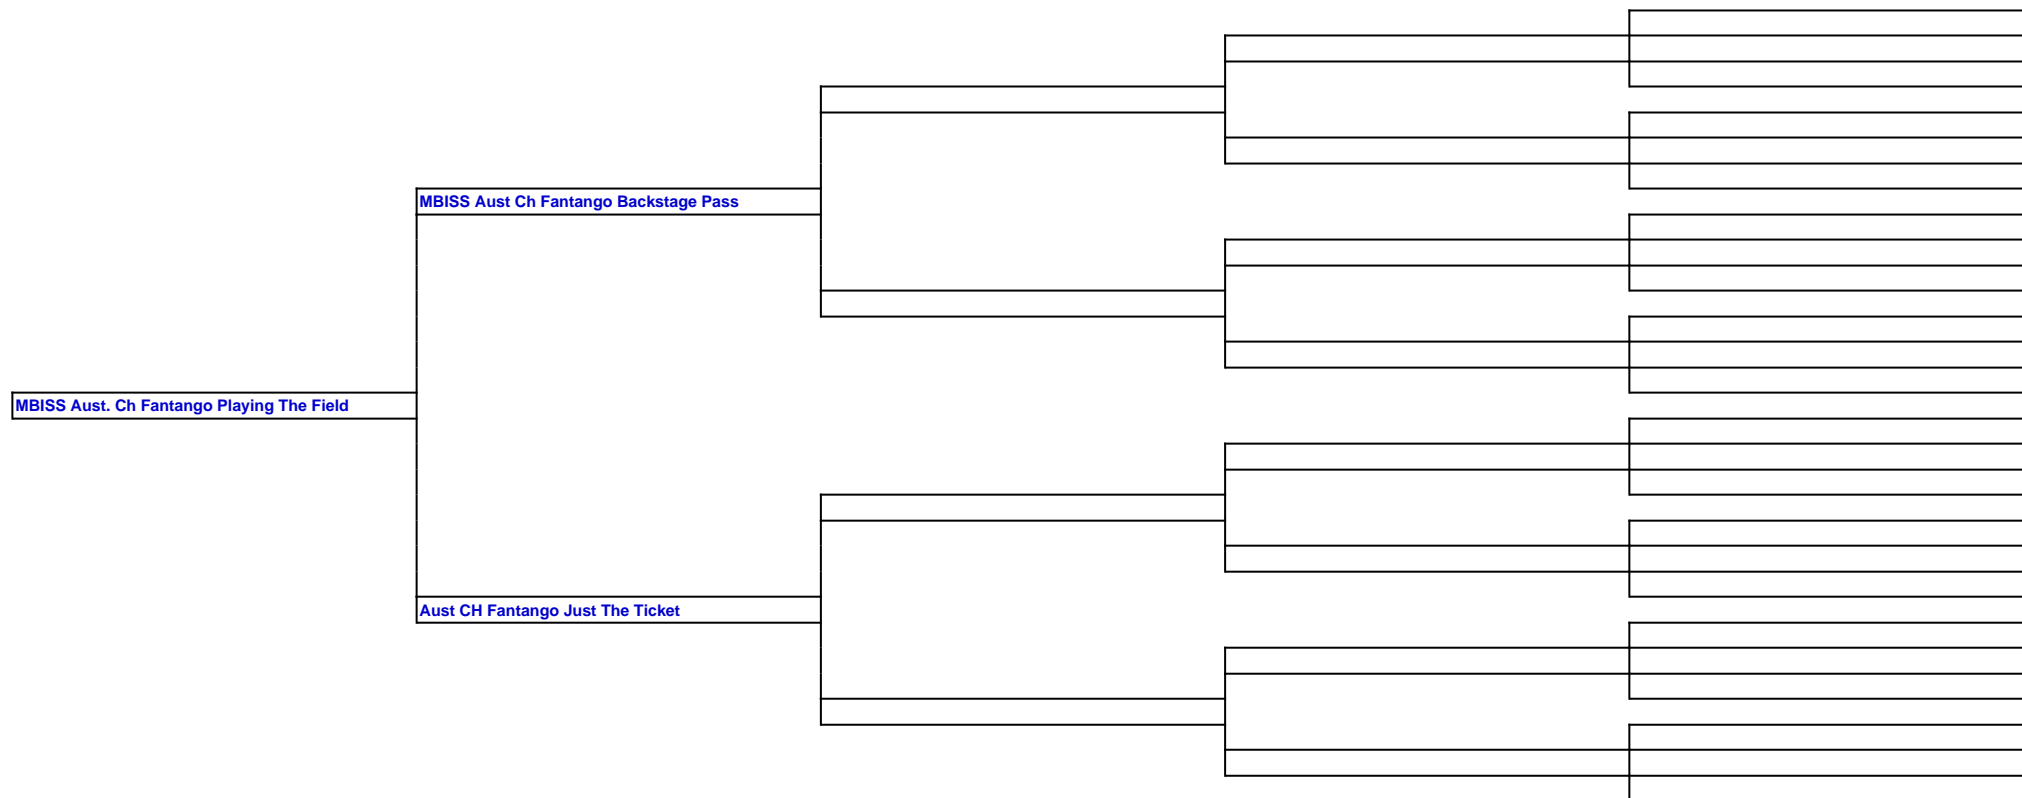 MBISS Aust Ch Fantango Backstage Pass
MBISS Aust. Ch Fantango Playing The Field
Aust CH Fantango Just The Ticket